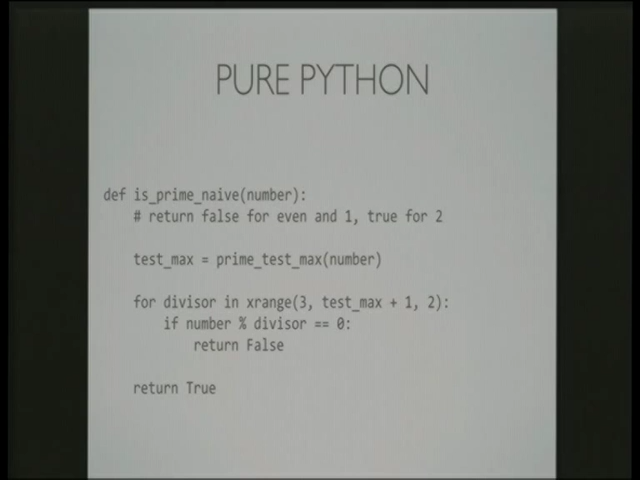 PURE PYTHON
def is_prime_naive(number):
# return false for even and 1, true for 2
test_max = prime_test_max(number)
for divisor in xrange(3, test_max + 1, 2):
if number % divisor == 0:
return False
return True